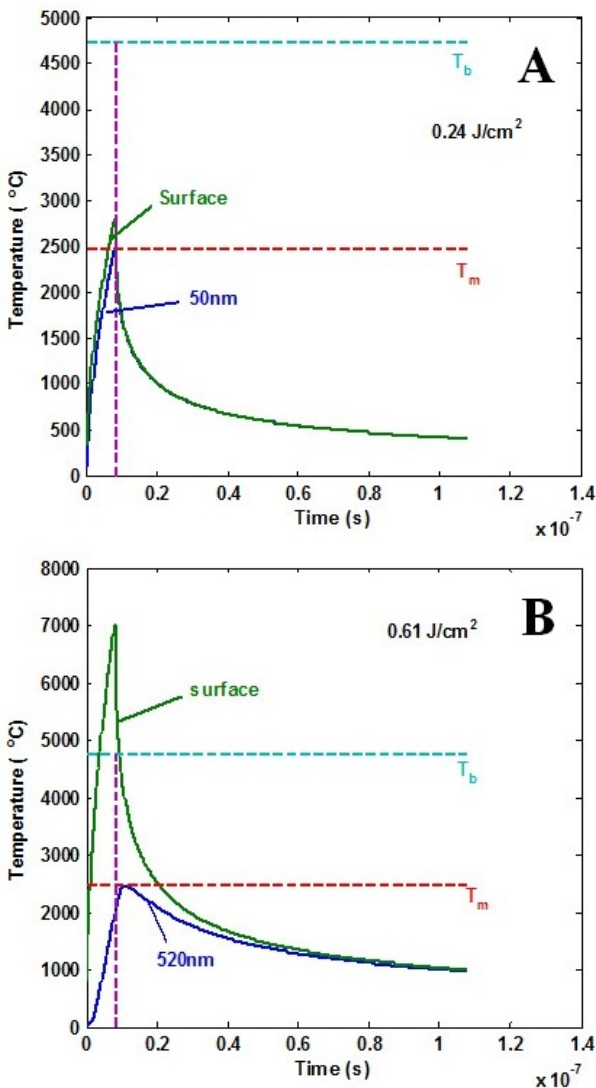 5000
4500
4000
3500
3000
2500
2000
1500
1000
500
0
Temperature ( °C)
A
T_b
0.24 J/cm²
Surface
T_m
50nm
0 0.2 0.4 0.6 0.8 1 1.2 1.4
Time (s)
x 10⁻⁷
8000
7000
6000
5000
4000
3000
2000
1000
0
Temperature ( °C)
B
0.61 J/cm²
surface
T_b
T_m
520nm
0 0.2 0.4 0.6 0.8 1 1.2 1.4
Time (s)
x 10⁻⁷